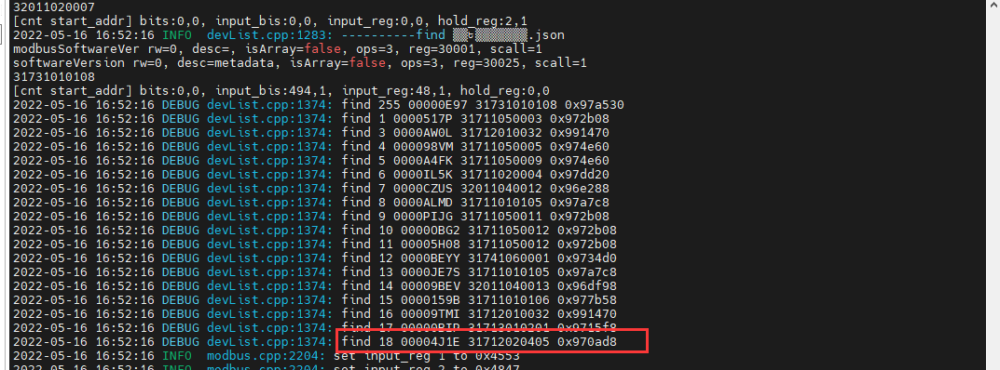 32011020007
[cnt start_addr] bits:0,0, input_bis:0,0, input_reg:0,0, hold_reg:2,1
2022-05-16 16:52:16 INFO  devList.cpp:1283: ----------find .json
modbusSoftwareVer rw=0, desc=, isArray=false, ops=3, reg=30001, scall=1
softwareVersion rw=0, desc=metadata, isArray=false, ops=3, reg=30025, scall=1
31731010108
[cnt start_addr] bits:0,0, input_bis:494,1, input_reg:48,1, hold_reg:0,0
2022-05-16 16:52:16 DEBUG devList.cpp:1374: find 255 00000E97 31731010108 0x97a530
2022-05-16 16:52:16 DEBUG devList.cpp:1374: find 1 0000517P 31711050003 0x972b08
2022-05-16 16:52:16 DEBUG devList.cpp:1374: find 3 0000AW0L 31712010032 0x991470
2022-05-16 16:52:16 DEBUG devList.cpp:1374: find 4 000098VM 31711050005 0x974e60
2022-05-16 16:52:16 DEBUG devList.cpp:1374: find 5 0000A4FK 31711050009 0x974e60
2022-05-16 16:52:16 DEBUG devList.cpp:1374: find 6 0000IL5K 31711020004 0x97dd20
2022-05-16 16:52:16 DEBUG devList.cpp:1374: find 7 0000CZUS 32011040012 0x96e288
2022-05-16 16:52:16 DEBUG devList.cpp:1374: find 8 0000ALMD 31711010105 0x97a7c8
2022-05-16 16:52:16 DEBUG devList.cpp:1374: find 9 0000PIJG 31711050011 0x972b08
2022-05-16 16:52:16 DEBUG devList.cpp:1374: find 10 0000OBG2 31711050012 0x972b08
2022-05-16 16:52:16 DEBUG devList.cpp:1374: find 11 00005H08 31711050012 0x972b08
2022-05-16 16:52:16 DEBUG devList.cpp:1374: find 12 0000BEYY 31741060001 0x9734d0
2022-05-16 16:52:16 DEBUG devList.cpp:1374: find 13 0000JE7S 31711010105 0x97a7c8
2022-05-16 16:52:16 DEBUG devList.cpp:1374: find 14 00009BEV 32011040013 0x96df98
2022-05-16 16:52:16 DEBUG devList.cpp:1374: find 15 0000159B 31711010106 0x977b58
2022-05-16 16:52:16 DEBUG devList.cpp:1374: find 16 00009TMI 31712010032 0x991470
2022-05-16 16:52:16 DEBUG devList.cpp:1374: find 17 00000BIP 31713010201 0x9715f8
2022-05-16 16:52:16 DEBUG devList.cpp:1374: find 18 00004J1E 31712020405 0x970ad8
2022-05-16 16:52:16 INFO  modbus.cpp:2204: set input_reg 1 to 0x4553
2022-05-16 16:52:16 INFO  modbus.cpp:2204: set input_reg 2 to 0x4847